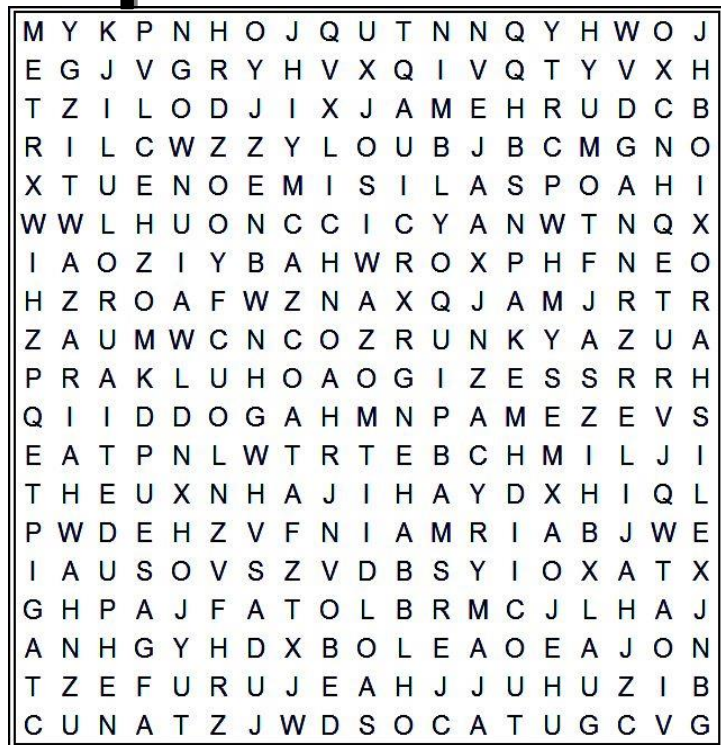 M Y K P N H O J Q U T N N Q Y H W O J
E G J V G R Y H V X Q I V Q T Y V X H
T Z I L O D J I X J A M E H R U D C B
R I L C W Z Z Y L O U B J B C M G N O
X T U E N O E M I S I L A S P O A H I
W W L H U O N C C I C Y A N W T N Q X
I A O Z I Y B A H W R O X P H F N E O
H Z R O A F W Z N A X Q J A M J R T R
Z A U M W C N C O Z R U N K Y A Z U A
P R A K L U H O A O G I Z E S S R R H
Q I I D D O G A H M N P A M E Z E V S
E A T P N L W T R T E B C H M I L J I
T H E U X N H A J I H A Y D X H I Q L
P W D E H Z V F N I A M R I A B J W E
I A U S O V S Z V D B S Y I O X A T X
G H P A J F A T O L B R M C J L H A J
A N H G Y H D X B O L E A O E A J O N
T Z E F U R U J E A H J J U H U Z I B
C U N A T Z J W D S O C A T U G C V G